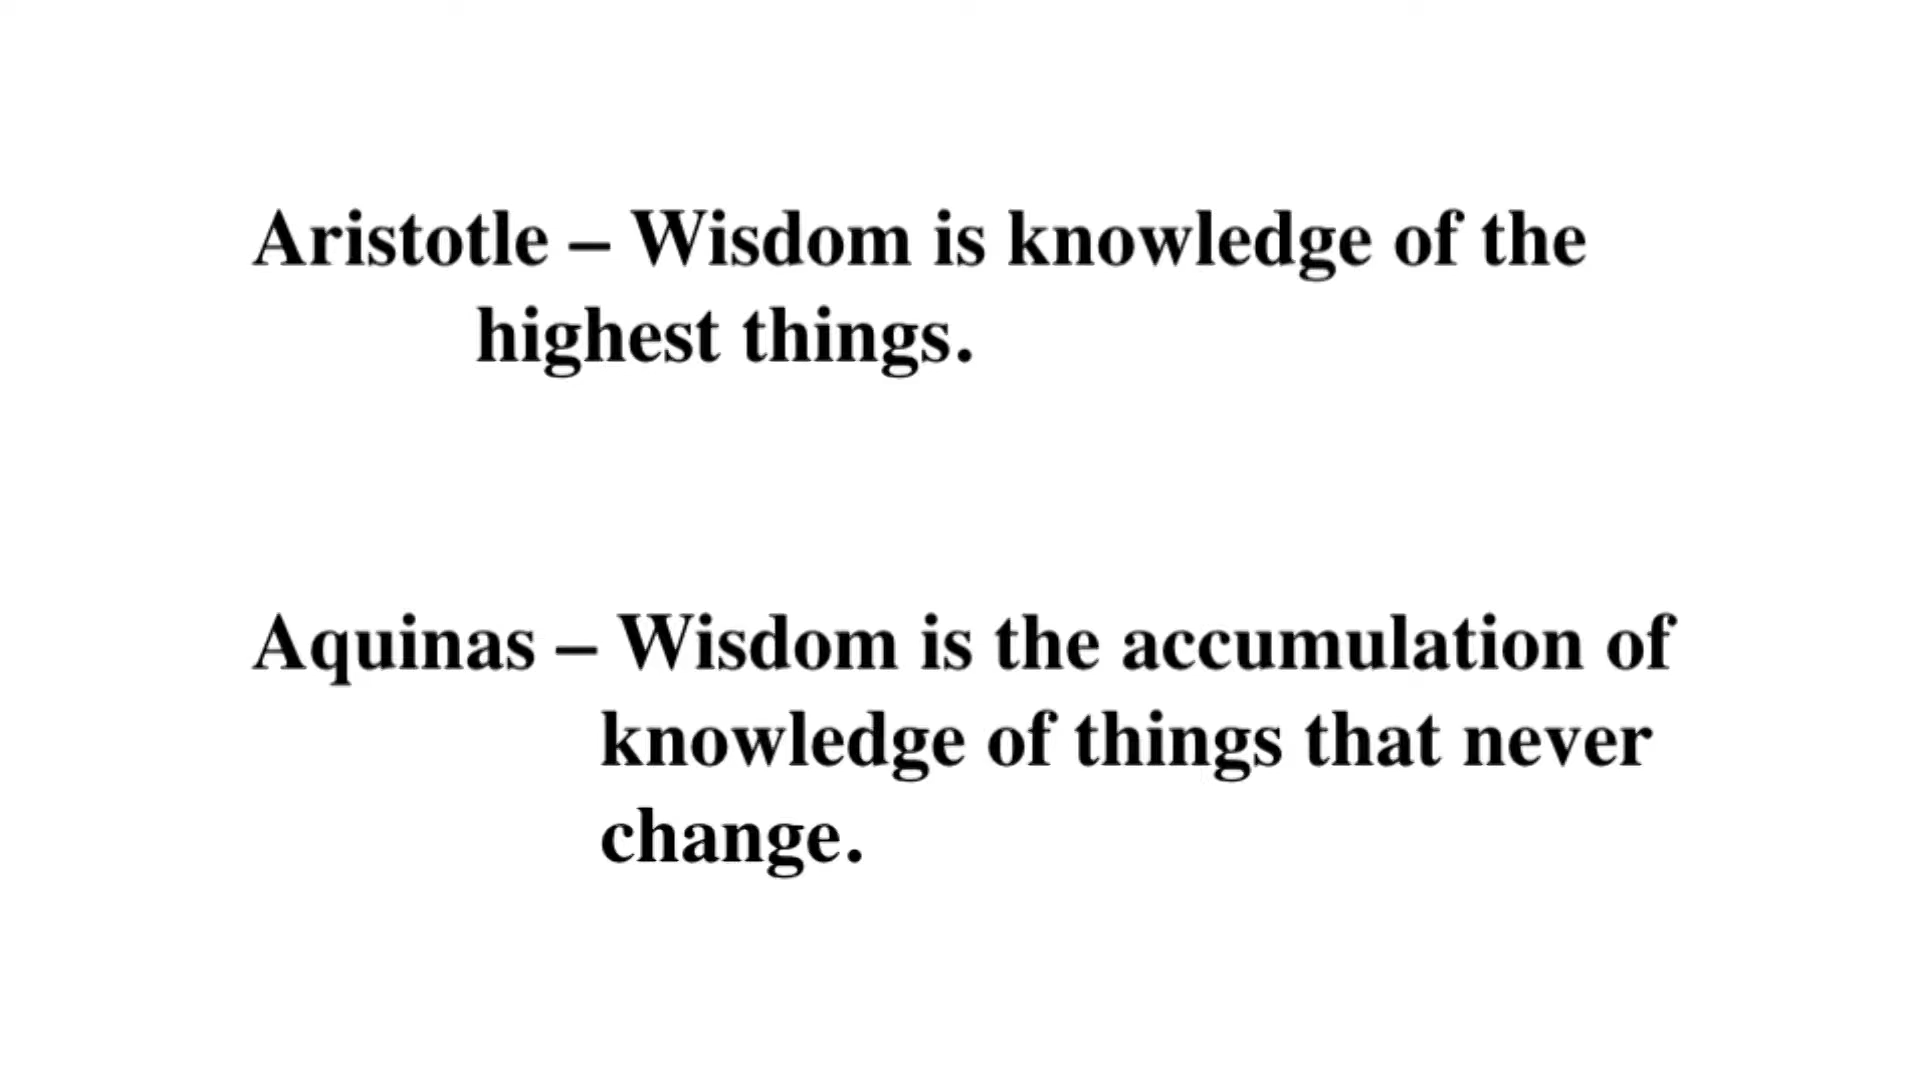 Aristotle – Wisdom is knowledge of the
highest things.
Aquinas – Wisdom is the accumulation of
knowledge of things that never
change.